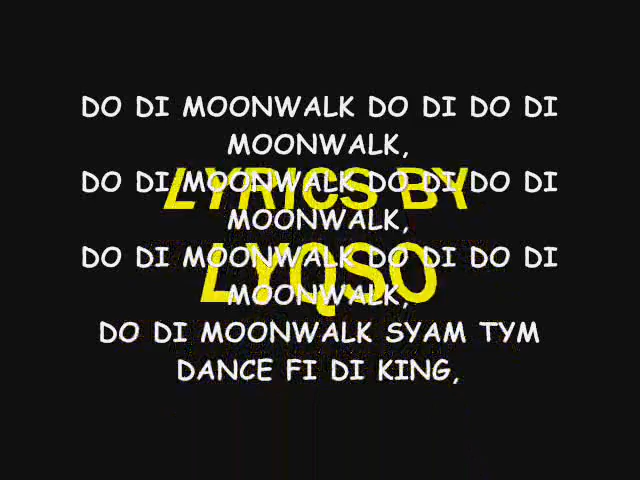 DO DI MOONWALK DO DI DO DI
MOONWALK,
DO DI MOONWALK DO DI DO DI
LYRICS BY
MOONWALK,
DO DI MOONWALK DO DI DO DI
LYQSO
MOONWALK,
DO DI MOONWALK SYAM TYM
DANCE FI DI KING,